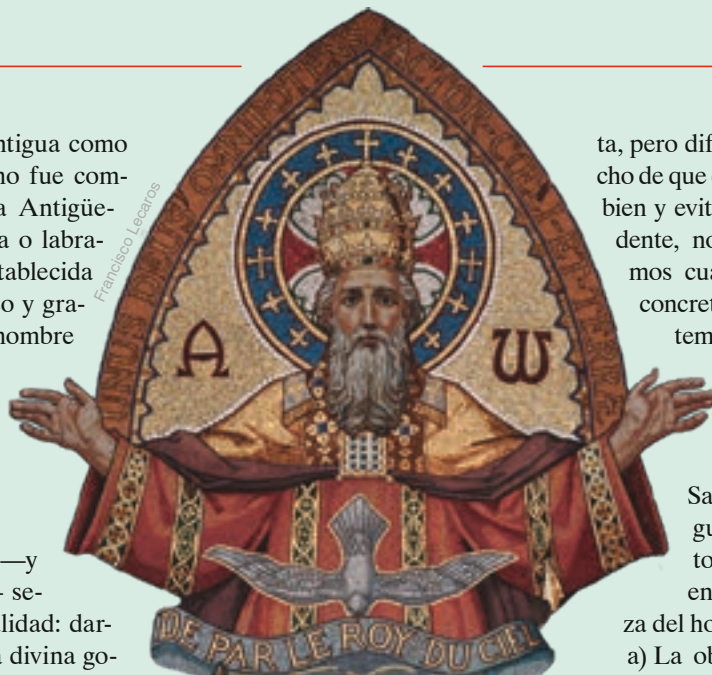 ntigua como
no fue com-
a Antigüe-
a o labra-
tablecida
o y gra-
nombre
—y
- se-
lidad: dar-
a divina go-
Francisco Lecaros
UNUS DEUS OMNIPOTENS FACTOR CŒLI ET TERRÆ
A W
DE PAR LE ROY DU CIEL
ta, pero dif
cho de que
bien y evit
dente, no
mos cua
concret
tem
Sa
gu
to
en
za del ho
a) La ob